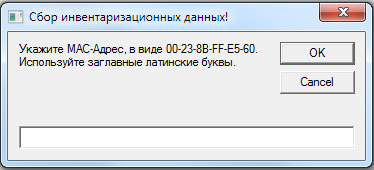 Сбор инвентаризационных данных!
Укажите MAC-Адрес, в виде 00-23-8B-FF-E5-60.
Используйте заглавные латинские буквы.
OK
Cancel